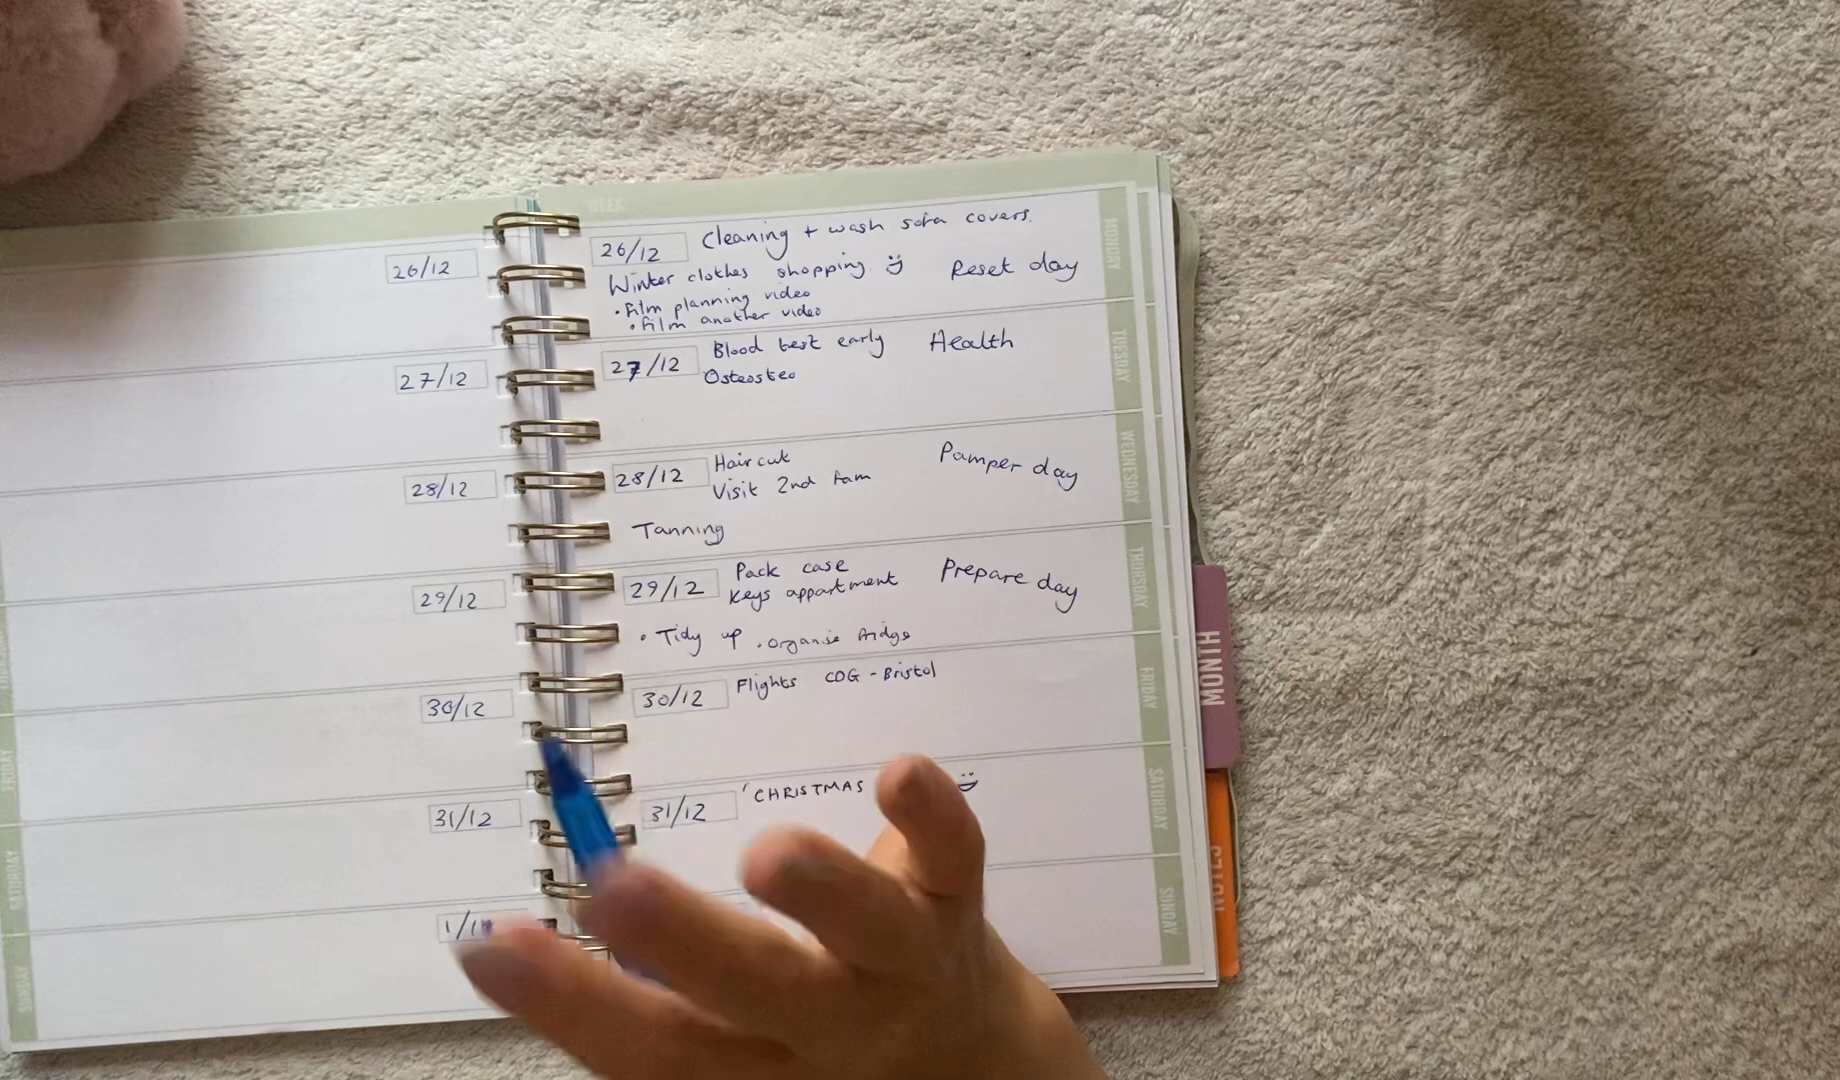 26/12
27/12
28/12
29/12
30/12
31/12
FRIDAY
SATURDAY
SUNDAY
WEEK
26/12 Cleaning + wash sofa covers.
Winter clothes shopping Reset day
• Film planning video
• Film another video
MONDAY
27/12 Blood test early Health
Osteosteo
TUESDAY
28/12 Haircut Pamper day
Visit 2nd fam
Tanning
WEDNESDAY
29/12 Pack case Prepare day
Keys appartment
• Tidy up • organise fridge
THURSDAY
30/12 Flights CDG - Bristol
FRIDAY
31/12 'CHRISTMAS
SATURDAY
SUNDAY
MONTH
NOTES